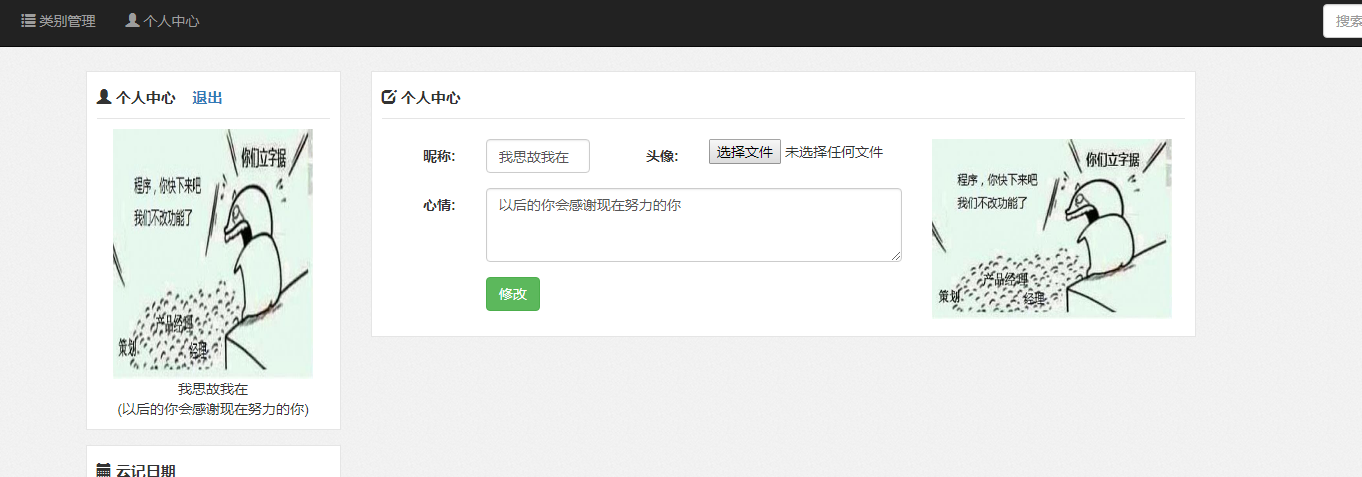 类别管理 个人中心 搜索
个人中心 退出
你们立字据
程序，你快下来吧
我们不改功能了
产品经理
策划
经理
我思故我在
(以后的你会感谢现在努力的你)
云记日期
个人中心
昵称: 我思故我在 头像: 选择文件 未选择任何文件
心情: 以后的你会感谢现在努力的你
修改
你们立字据
程序，你快下来吧
我们不改功能了
产品经理
策划
经理